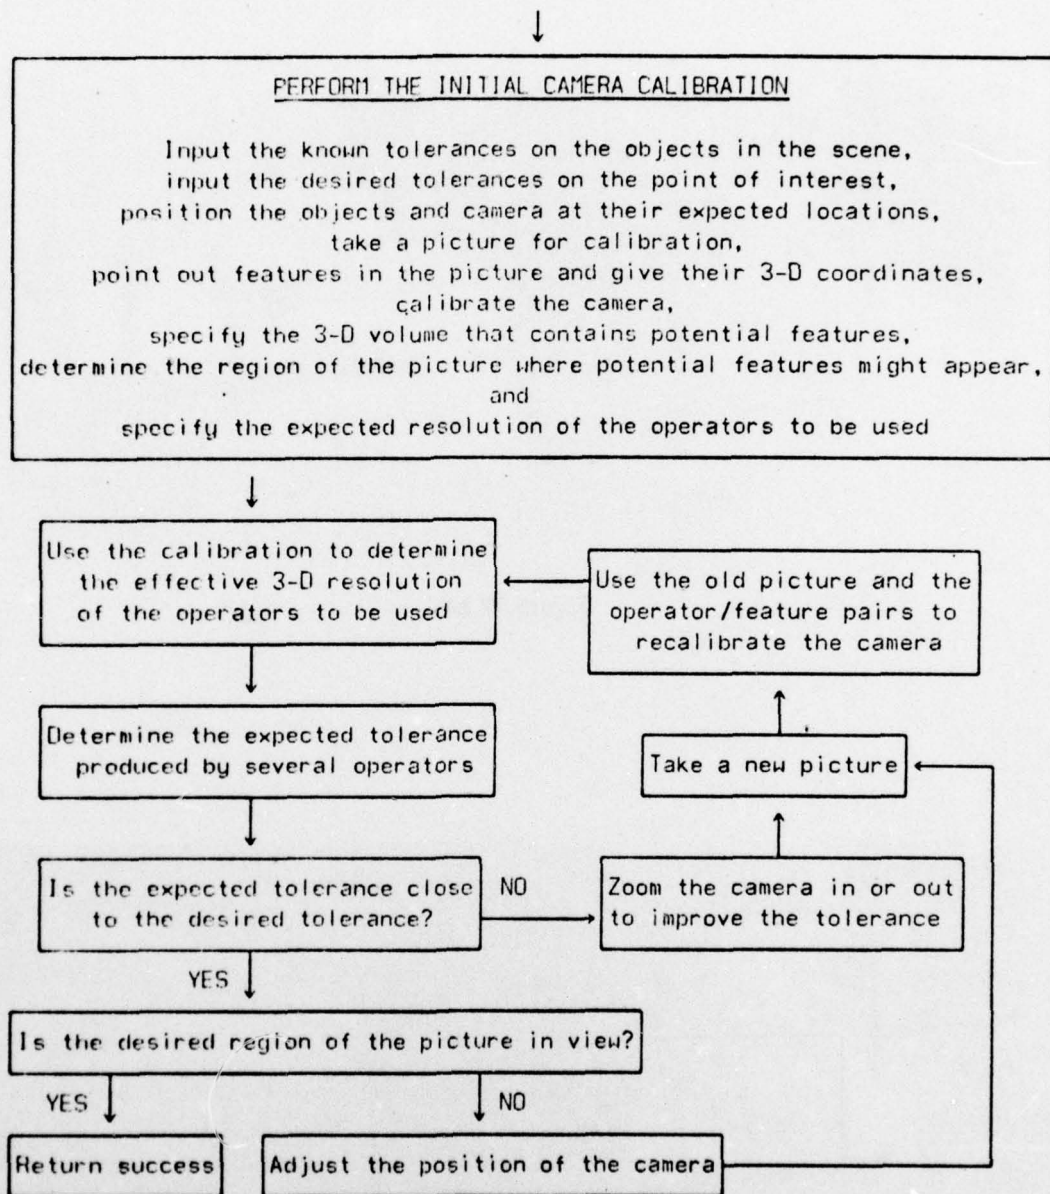 PERFORM THE INITIAL CAMERA CALIBRATION
Input the known tolerances on the objects in the scene,
input the desired tolerances on the point of interest,
position the objects and camera at their expected locations,
take a picture for calibration,
point out features in the picture and give their 3-D coordinates,
calibrate the camera,
specify the 3-D volume that contains potential features,
determine the region of the picture where potential features might appear,
and
specify the expected resolution of the operators to be used
Use the calibration to determine
the effective 3-D resolution
of the operators to be used
Use the old picture and the
operator/feature pairs to
recalibrate the camera
Determine the expected tolerance
produced by several operators
Take a new picture
Is the expected tolerance close
to the desired tolerance?
NO
Zoom the camera in or out
to improve the tolerance
YES
Is the desired region of the picture in view?
YES
NO
Return success
Adjust the position of the camera